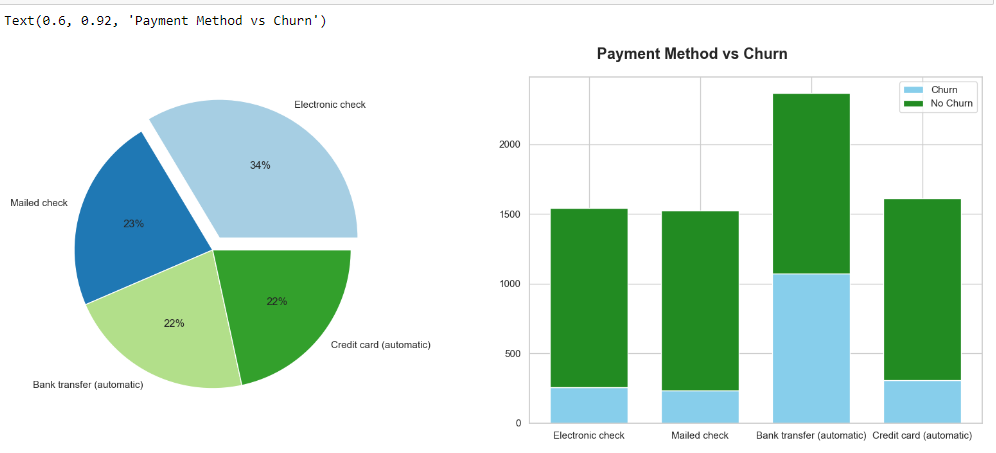 Text(0.6, 0.92, 'Payment Method vs Churn')
Electronic check
34%
Mailed check
23%
22%
22%
Credit card (automatic)
Bank transfer (automatic)
Payment Method vs Churn
Churn
No Churn
2000
1500
1000
500
0
Electronic check
Mailed check
Bank transfer (automatic)
Credit card (automatic)